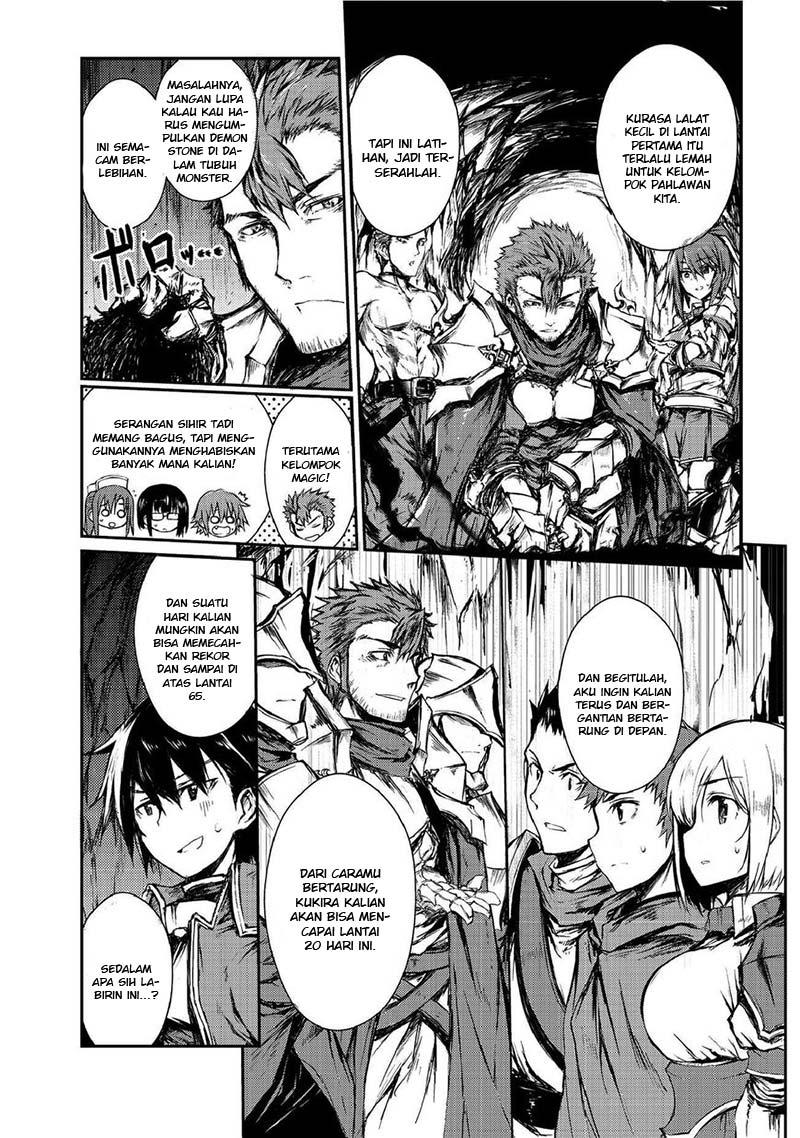 KURASA LALAT
KECIL DI LANTAI
PERTAMA ITU
TERLALU LEMAH
UNTUK KELOM-
POK PAHLAWAN
KITA.
TAPI INI LATI-
HAN, JADI TER-
SERAHLAH.
MASALAHNYA,
JANGAN LUPA
KALAU KAU HA-
RUS MENGUM-
PULKAN DEMON
STONE DI DA-
LAM TUBUH
MONSTER.
INI SEMA-
CAM BER-
LEBIHAN.
ボロ...
TERUTAMA
KELOMPOK
MAGIC!
SERANGAN SIHIR TADI
MEMANG BAGUS, TAPI MENG-
GUNAKANNYA MENGHABISKAN
BANYAK MANA KALIAN!
DAN BEGITULAH,
AKU INGIN KALIAN
TERUS DAN BER-
GANTIAN BERTA-
RUNG DI DEPAN.
DARI CARAMU
BERTARUNG,
KUKIRA KALIAN
AKAN BISA MEN-
CAPAI LANTAI
20 HARI INI.
DAN SUATU
HARI KALIAN
MUNGKIN AKAN
BISA MEMECAH-
KAN REKOR
DAN SAMPAI DI
ATAS LANTAI
65.
SEDALAM
APA SIH LA-
BIRIN INI...?